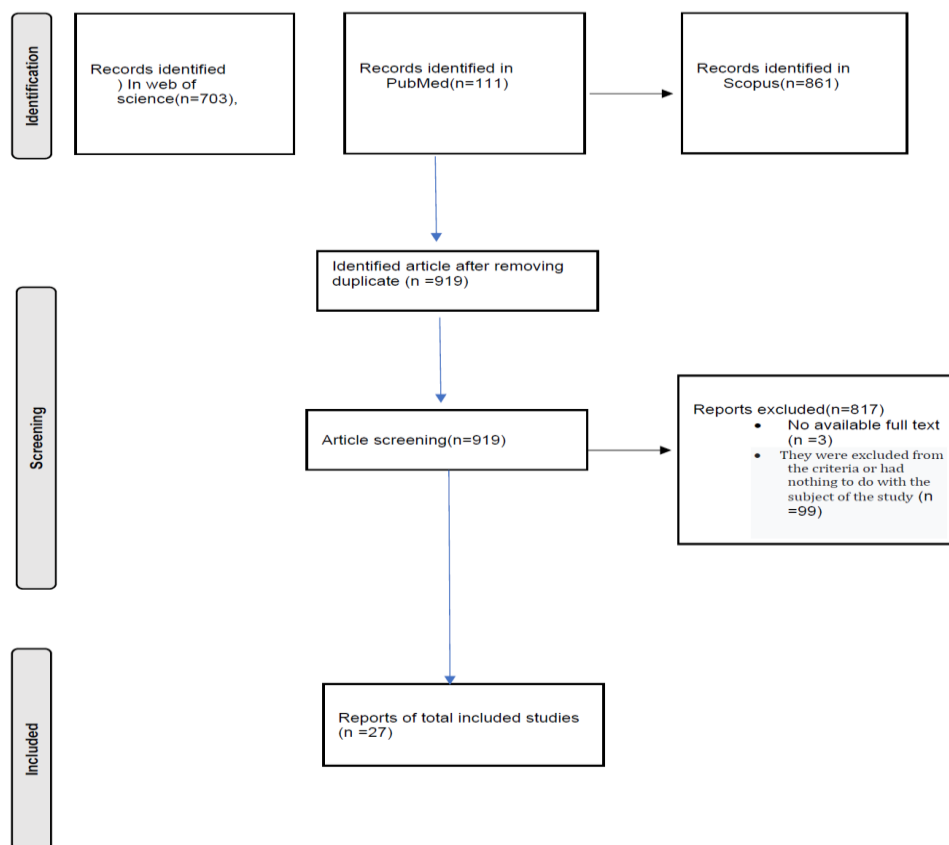 Identification
Records identified
) In web of
science(n=703),
Records identified in
PubMed(n=111)
Records identified in
Scopus(n=861)
Screening
Identified article after removing
duplicate (n =919)
Article screening(n=919)
Reports excluded(n=817)
• No available full text
(n =3)
• They were excluded from
the criteria or had
nothing to do with the
subject of the study (n
=99)
Included
Reports of total included studies
(n =27)